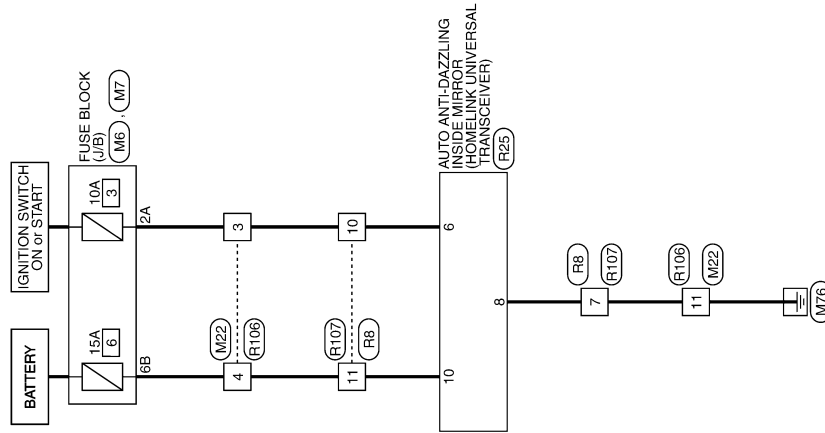 IGNITION SWITCH
ON or START
BATTERY
FUSE BLOCK
(J/B)
M6 , M7
10A
3
15A
6
2A
6B
3
M22
4
R106
10
R107
11
R8
AUTO ANTI-DAZZLING
INSIDE MIRROR
(HOMELINK UNIVERSAL
TRANSCEIVER)
R25
6
10
8
R8
7
R107
R106
11
M22
M76